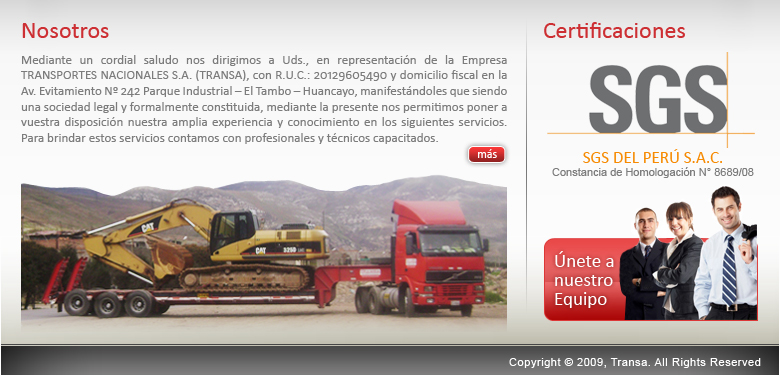 Nosotros
Mediante un cordial saludo nos dirigimos a Uds., en representación de la Empresa
TRANSPORTES NACIONALES S.A. (TRANSA), con R.U.C.: 20129605490 y domicilio fiscal en la
Av. Evitamiento Nº 242 Parque Industrial – El Tambo – Huancayo, manifestándoles que siendo
una sociedad legal y formalmente constituida, mediante la presente nos permitimos poner a
vuestra disposición nuestra amplia experiencia y conocimiento en los siguientes servicios.
Para brindar estos servicios contamos con profesionales y técnicos capacitados.
más
CAT
325D
Certificaciones
SGS
SGS DEL PERÚ S.A.C.
Constancia de Homologación N° 8689/08
Únete a
nuestro
Equipo
Copyright © 2009, Transa. All Rights Reserved